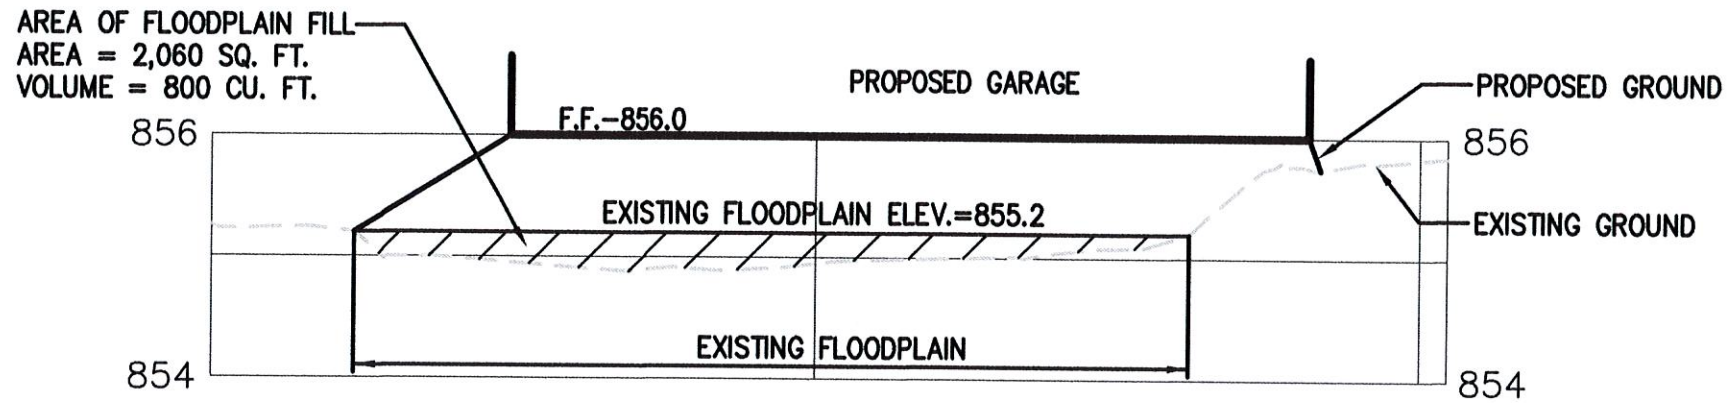 AREA OF FLOODPLAIN FILL
AREA = 2,060 SQ. FT.
VOLUME = 800 CU. FT.
PROPOSED GARAGE
PROPOSED GROUND
F.F.-856.0
856
856
EXISTING FLOODPLAIN ELEV.=855.2
EXISTING GROUND
EXISTING FLOODPLAIN
854
854